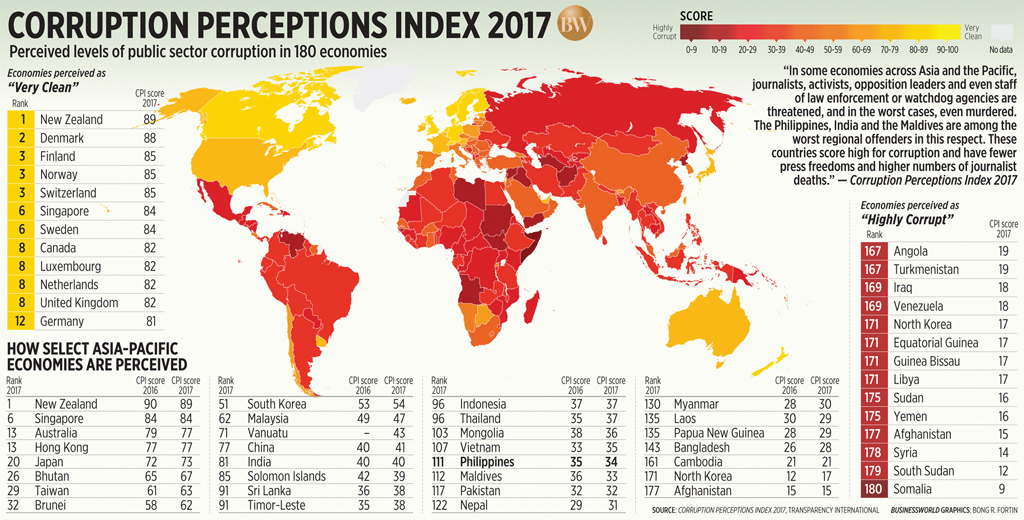 CORRUPTION PERCEPTIONS INDEX 2017
BW
Perceived levels of public sector corruption in 180 economies
SCORE
Highly
Corrupt
Very
Clean
0-9 10-19 20-29 30-39 40-49 50-59 60-69 70-79 80-89 90-100 No data
Economies perceived as
“Very Clean”
Rank CPI score
2017
1 New Zealand 89
2 Denmark 88
3 Finland 85
3 Norway 85
3 Switzerland 85
6 Singapore 84
6 Sweden 84
8 Canada 82
8 Luxembourg 82
8 Netherlands 82
8 United Kingdom 82
12 Germany 81
“In some economies across Asia and the Pacific,
journalists, activists, opposition leaders and even staff
of law enforcement or watchdog agencies are
threatened, and in the worst cases, even murdered.
The Philippines, India and the Maldives are among the
worst regional offenders in this respect. These
countries score high for corruption and have fewer
press freedoms and higher numbers of journalist
deaths.” — Corruption Perceptions Index 2017
Economies perceived as
“Highly Corrupt”
Rank CPI score
2017
167 Angola 19
167 Turkmenistan 19
169 Iraq 18
169 Venezuela 18
171 North Korea 17
171 Equatorial Guinea 17
171 Guinea Bissau 17
171 Libya 17
175 Sudan 16
175 Yemen 16
177 Afghanistan 15
178 Syria 14
179 South Sudan 12
180 Somalia 9
HOW SELECT ASIA-PACIFIC
ECONOMIES ARE PERCEIVED
Rank
2017 CPI score
2016 CPI score
2017
1 New Zealand 90 89
6 Singapore 84 84
13 Australia 79 77
13 Hong Kong 77 77
20 Japan 72 73
26 Bhutan 65 67
29 Taiwan 61 63
32 Brunei 58 62
Rank
2017 CPI score
2016 CPI score
2017
51 South Korea 53 54
62 Malaysia 49 47
71 Vanuatu – 43
77 China 40 41
81 India 40 40
85 Solomon Islands 42 39
91 Sri Lanka 36 38
91 Timor-Leste 35 38
Rank
2017 CPI score
2016 CPI score
2017
96 Indonesia 37 37
96 Thailand 35 37
103 Mongolia 38 36
107 Vietnam 33 35
111 Philippines 35 34
112 Maldives 36 33
117 Pakistan 32 32
122 Nepal 29 31
Rank
2017 CPI score
2016 CPI score
2017
130 Myanmar 28 30
135 Laos 30 29
135 Papua New Guinea 28 29
143 Bangladesh 26 28
161 Cambodia 21 21
171 North Korea 12 17
177 Afghanistan 15 15
SOURCE: CORRUPTION PERCEPTIONS INDEX 2017, TRANSPARENCY INTERNATIONAL BUSINESSWORLD GRAPHICS: BONG R. FORTIN